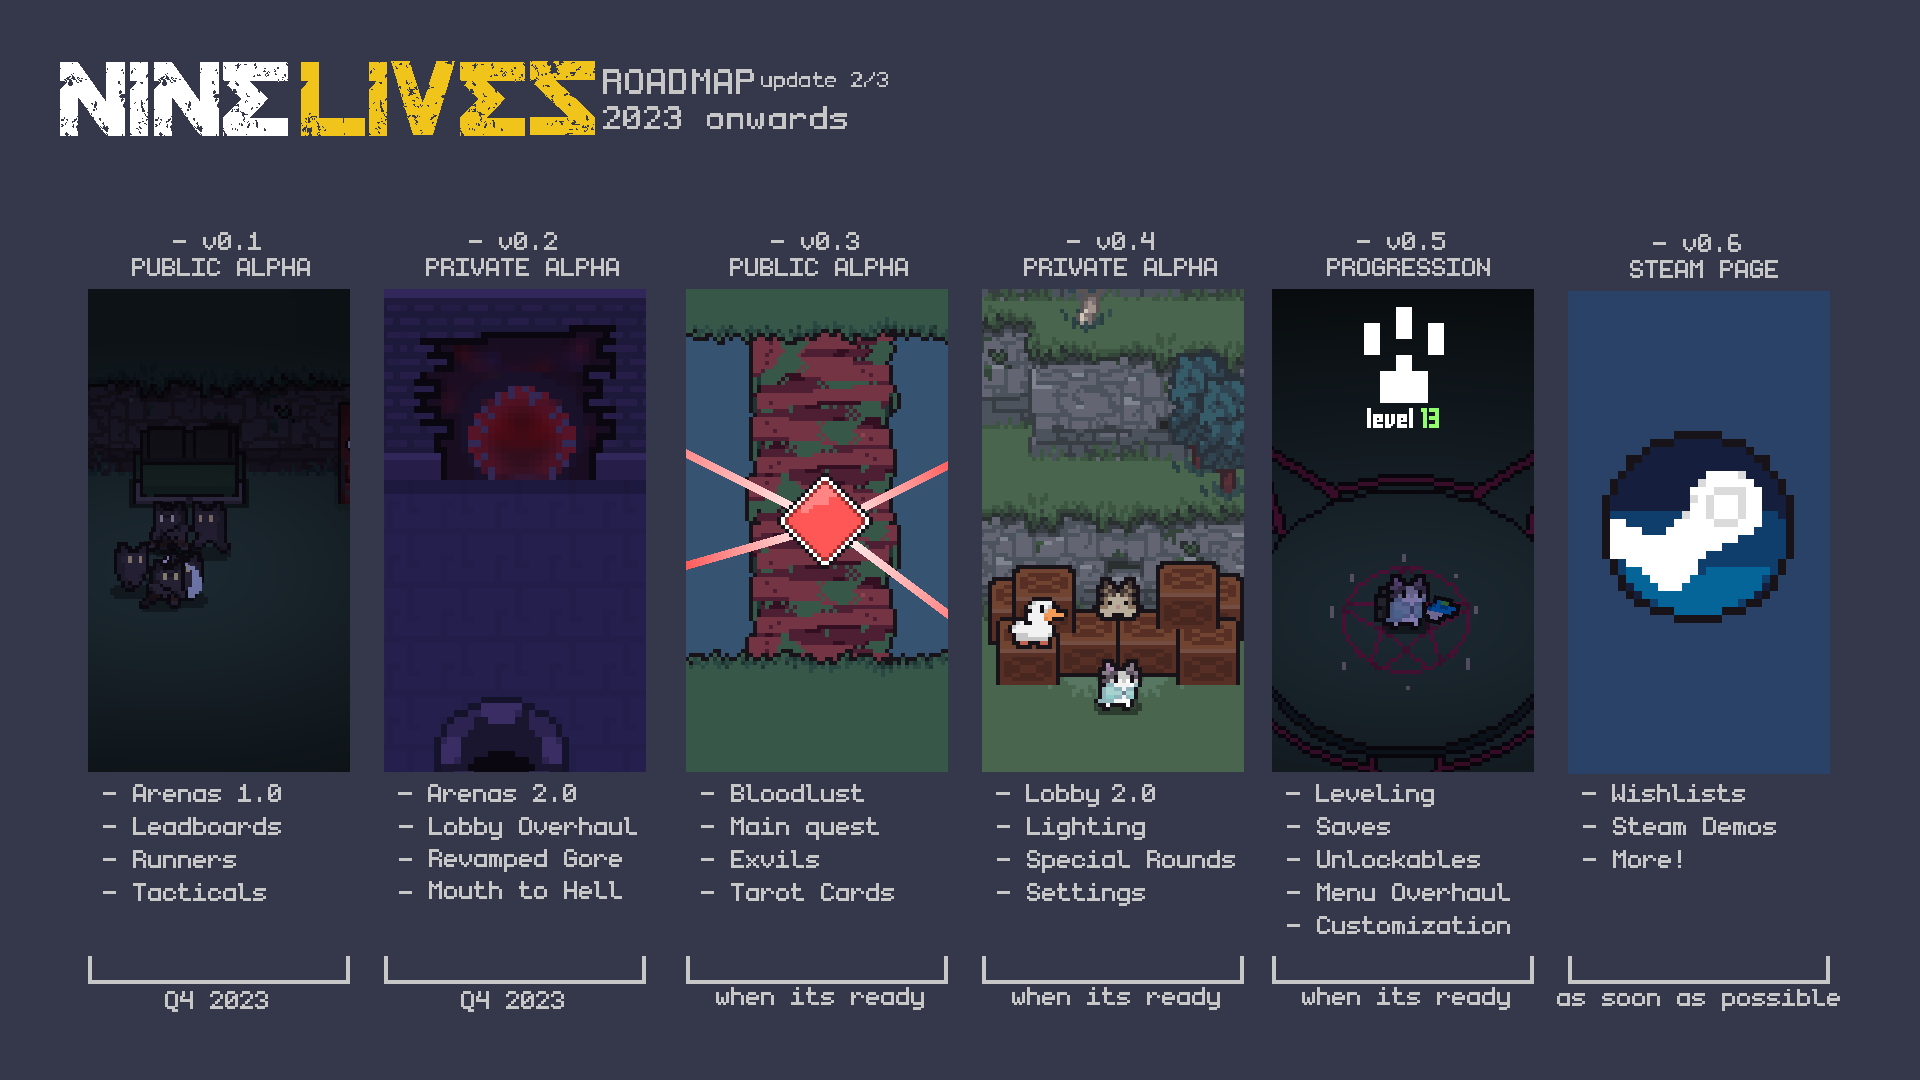 NINE LIVES ROADMAP update 2/3
2023 onwards
- v0.1
PUBLIC ALPHA
- Arenas 1.0
- Leadboards
- Runners
- Tacticals
Q4 2023
- v0.2
PRIVATE ALPHA
- Arenas 2.0
- Lobby Overhaul
- Revamped Gore
- Mouth to Hell
Q4 2023
- v0.3
PUBLIC ALPHA
- Bloodlust
- Main quest
- Exvils
- Tarot Cards
when its ready
- v0.4
PRIVATE ALPHA
- Lobby 2.0
- Lighting
- Special Rounds
- Settings
when its ready
- v0.5
PROGRESSION
level 13
- Leveling
- Saves
- Unlockables
- Menu Overhaul
- Customization
when its ready
- v0.6
STEAM PAGE
- Wishlists
- Steam Demos
- More!
as soon as possible